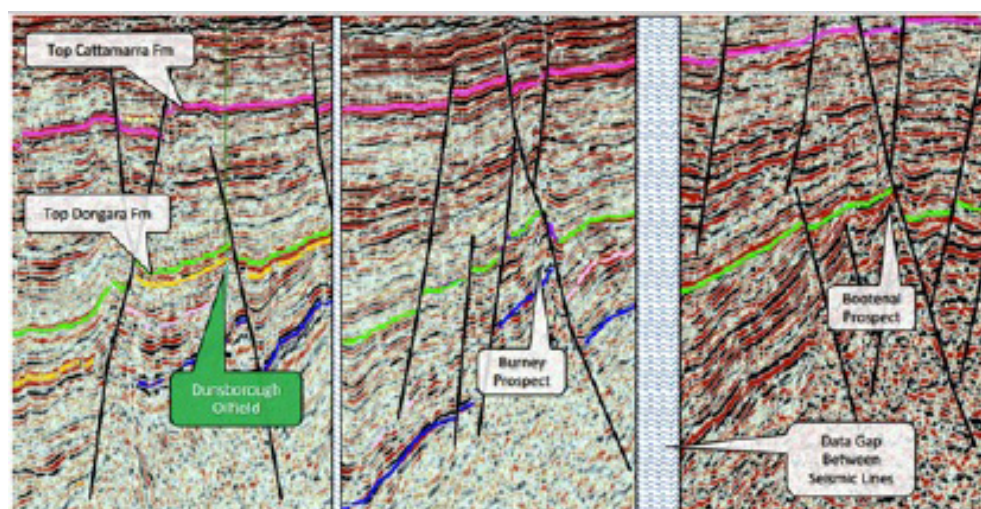 Top Cattamarra Fm
Top Dongara Fm
Dunsborough
Oilfield
Burney
Prospect
Bootenal
Prospect
Data Gap
Between
Seismic Lines